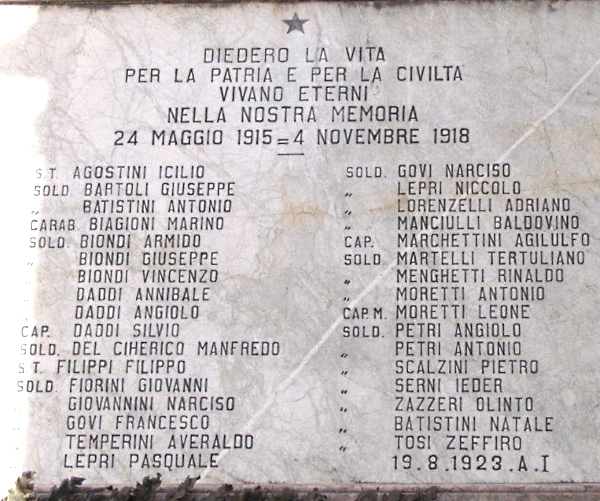 DIEDERO LA VITA
PER LA PATRIA E PER LA CIVILTA
VIVANO ETERNI
NELLA NOSTRA MEMORIA
24 MAGGIO 1915 = 4 NOVEMBRE 1918
S.T. AGOSTINI ICILIO
SOLD. BARTOLI GIUSEPPE
" BATISTINI ANTONIO
CARAB. BIAGIONI MARINO
SOLD. BIONDI ARMIDO
" BIONDI GIUSEPPE
" BIONDI VINCENZO
" DADDI ANNIBALE
" DADDI ANGIOLO
CAP. DADDI SILVIO
SOLD. DEL CIHERICO MANFREDO
S.T. FILIPPI FILIPPO
SOLD. FIORINI GIOVANNI
" GIOVANNINI NARCISO
GOVI FRANCESCO
" TEMPERINI AVERALDO
LEPRI PASQUALE
SOLD. GOVI NARCISO
" LEPRI NICCOLO
" LORENZELLI ADRIANO
" MANCIULLI BALDOVINO
CAP. MARCHETTINI AGILULFO
SOLD. MARTELLI TERTULIANO
" MENGHETTI RINALDO
" MORETTI ANTONIO
CAP.M. MORETTI LEONE
SOLD. PETRI ANGIOLO
" PETRI ANTONIO
" SCALZINI PIETRO
" SERNI IEDER
" ZAZZERI OLINTO
" BATISTINI NATALE
" TOSI ZEFFIRO
19.8.1923.A.I